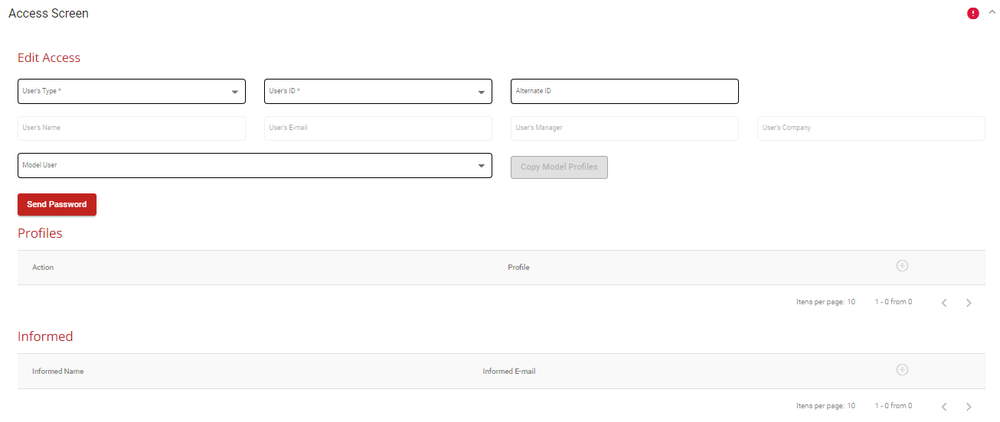 Access Screen
Edit Access
User's Type *
User's ID *
Alternate ID
User's Name
User's E-mail
User's Manager
User's Company
Model User
Copy Model Profiles
Send Password
Profiles
Action
Profile
Itens per page: 10
1 - 0 from 0
Informed
Informed Name
Informed E-mail
Itens per page: 10
1 - 0 from 0